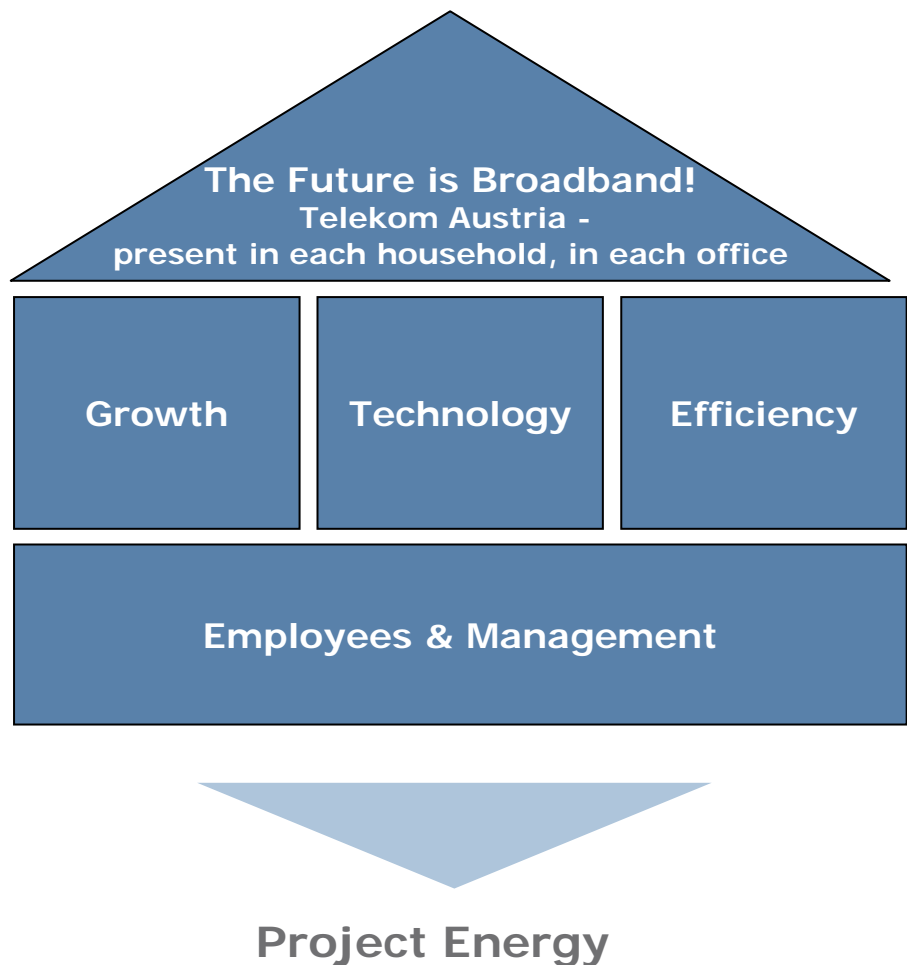 The Future is Broadband!
Telekom Austria -
present in each household, in each office
Growth
Technology
Efficiency
Employees & Management
Project Energy